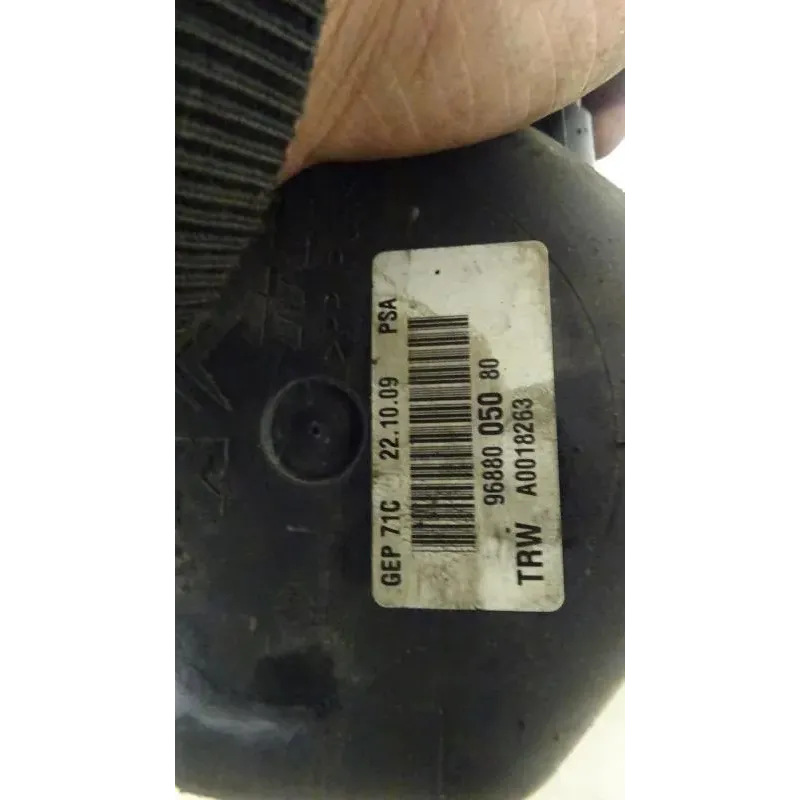 GEP 71C 22.10.09 PSA
96880 050 80
TRW A0018263